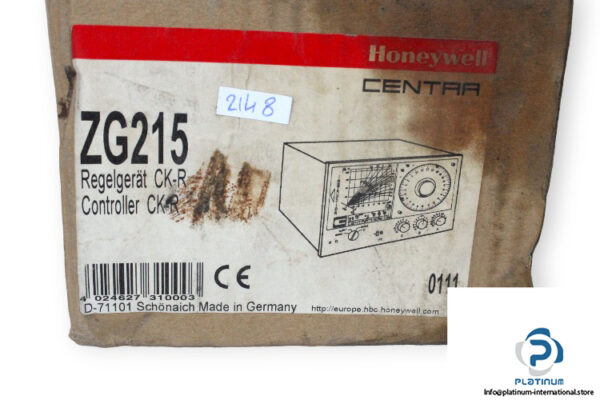 Honeywell
CENTRA
2148
ZG215
Regelgerät CK-R
Controller CK-R
4 024627 310003
CE
0111
D-71101 Schönaich Made in Germany
http://europe.hbc.honeywell.com
PLATINUM
Info@platinum-international.store